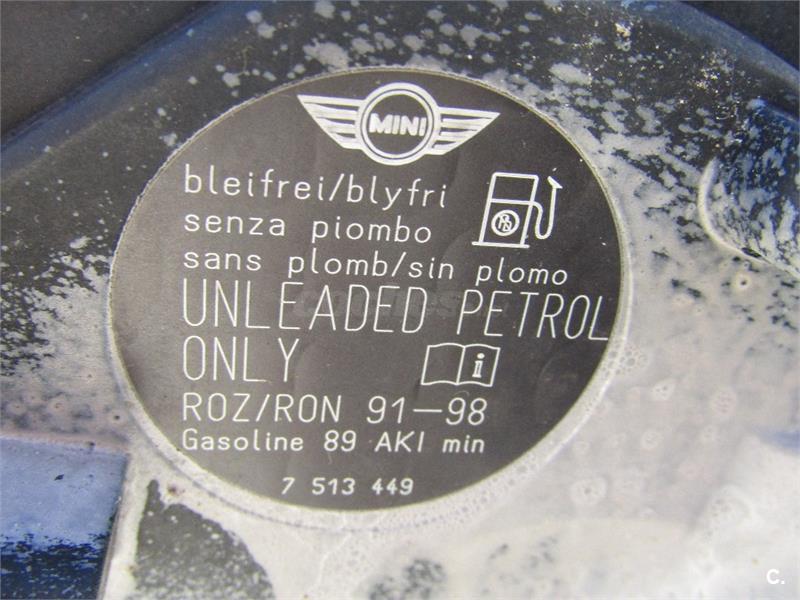 MINI
bleifrei/blyfri
senza piombo
sans plomb/sin plomo
UNLEADED PETROL
ONLY
ROZ/RON 91-98
Gasoline 89 AKI min
7 513 449
C.